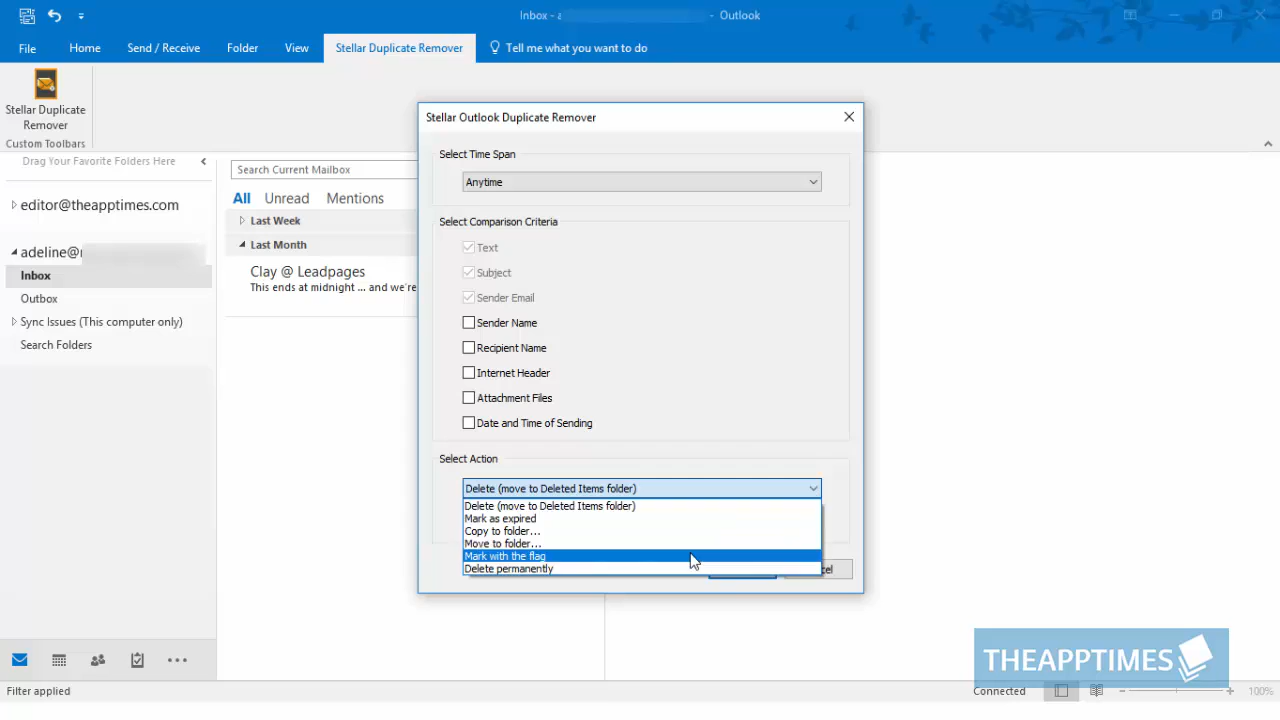 Inbox - a - Outlook
File Home Send / Receive Folder View Stellar Duplicate Remover Tell me what you want to do
Stellar Duplicate
Remover
Custom Toolbars
Drag Your Favorite Folders Here
editor@theapptimes.com
adeline@
Inbox
Outbox
Sync Issues (This computer only)
Search Folders
Search Current Mailbox
All Unread Mentions
Last Week
Last Month
Clay @ Leadpages
This ends at midnight ... and we're
Stellar Outlook Duplicate Remover
Select Time Span
Anytime
Select Comparison Criteria
Text
Subject
Sender Email
Sender Name
Recipient Name
Internet Header
Attachment Files
Date and Time of Sending
Select Action
Delete (move to Deleted Items folder)
Delete (move to Deleted Items folder)
Mark as expired
Copy to folder...
Move to folder...
Mark with the flag
Delete permanently
cel
THEAPPTIMES
Filter applied
Connected
100%